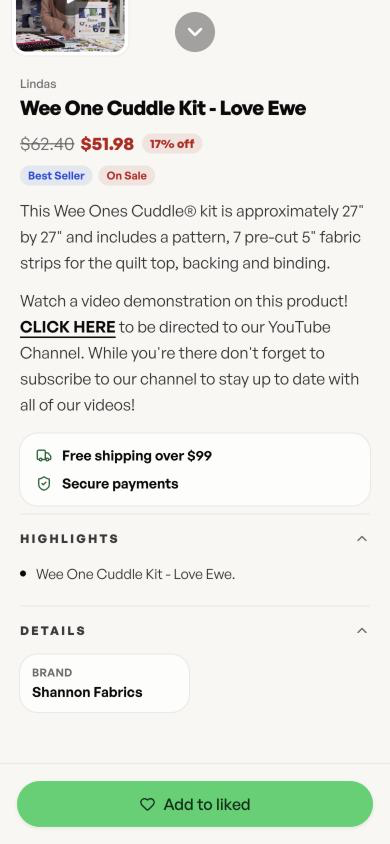 Lindas
Wee One Cuddle Kit - Love Ewe
$62.40 $51.98 17% off
Best Seller On Sale
This Wee Ones Cuddle® kit is approximately 27"
by 27" and includes a pattern, 7 pre-cut 5" fabric
strips for the quilt top, backing and binding.
Watch a video demonstration on this product!
CLICK HERE to be directed to our YouTube
Channel. While you're there don't forget to
subscribe to our channel to stay up to date with
all of our videos!
Free shipping over $99
Secure payments
HIGHLIGHTS
Wee One Cuddle Kit - Love Ewe.
DETAILS
BRAND
Shannon Fabrics
Add to liked